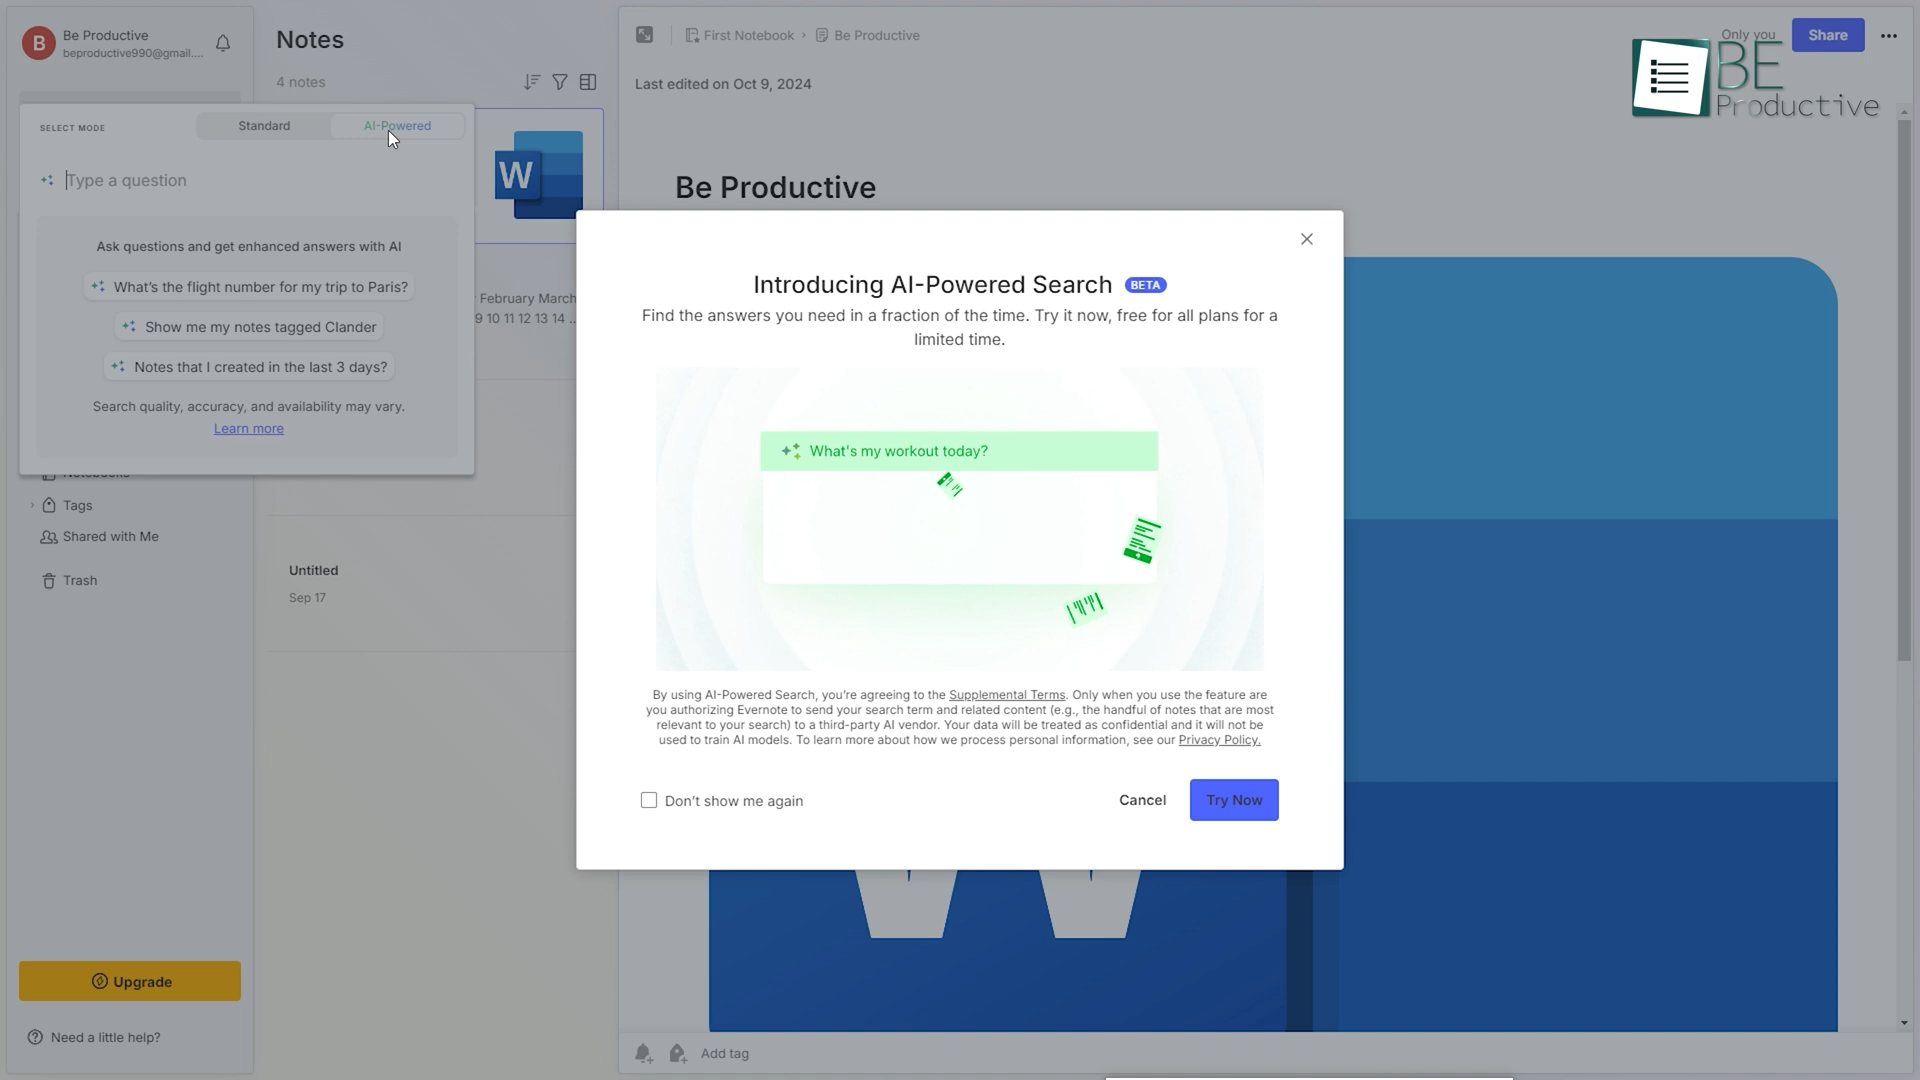 B
Be Productive
beproductive990@gmail....
Notes
4 notes
First Notebook › Be Productive
Only you
Share
Last edited on Oct 9, 2024
BE
Productive
SELECT MODE
Standard
AI-Powered
Type a question
Ask questions and get enhanced answers with AI
What's the flight number for my trip to Paris?
Show me my notes tagged Clander
Notes that I created in the last 3 days?
Search quality, accuracy, and availability may vary.
Learn more
W
February March
9 10 11 12 13 14 ..
Be Productive
Introducing AI-Powered Search BETA
Find the answers you need in a fraction of the time. Try it now, free for all plans for a
limited time.
What's my workout today?
By using AI-Powered Search, you're agreeing to the Supplemental Terms. Only when you use the feature are
you authorizing Evernote to send your search term and related content (e.g., the handful of notes that are most
relevant to your search) to a third-party AI vendor. Your data will be treated as confidential and it will not be
used to train AI models. To learn more about how we process personal information, see our Privacy Policy.
Don't show me again
Cancel
Try Now
Tags
Shared with Me
Trash
Untitled
Sep 17
Upgrade
Need a little help?
Add tag